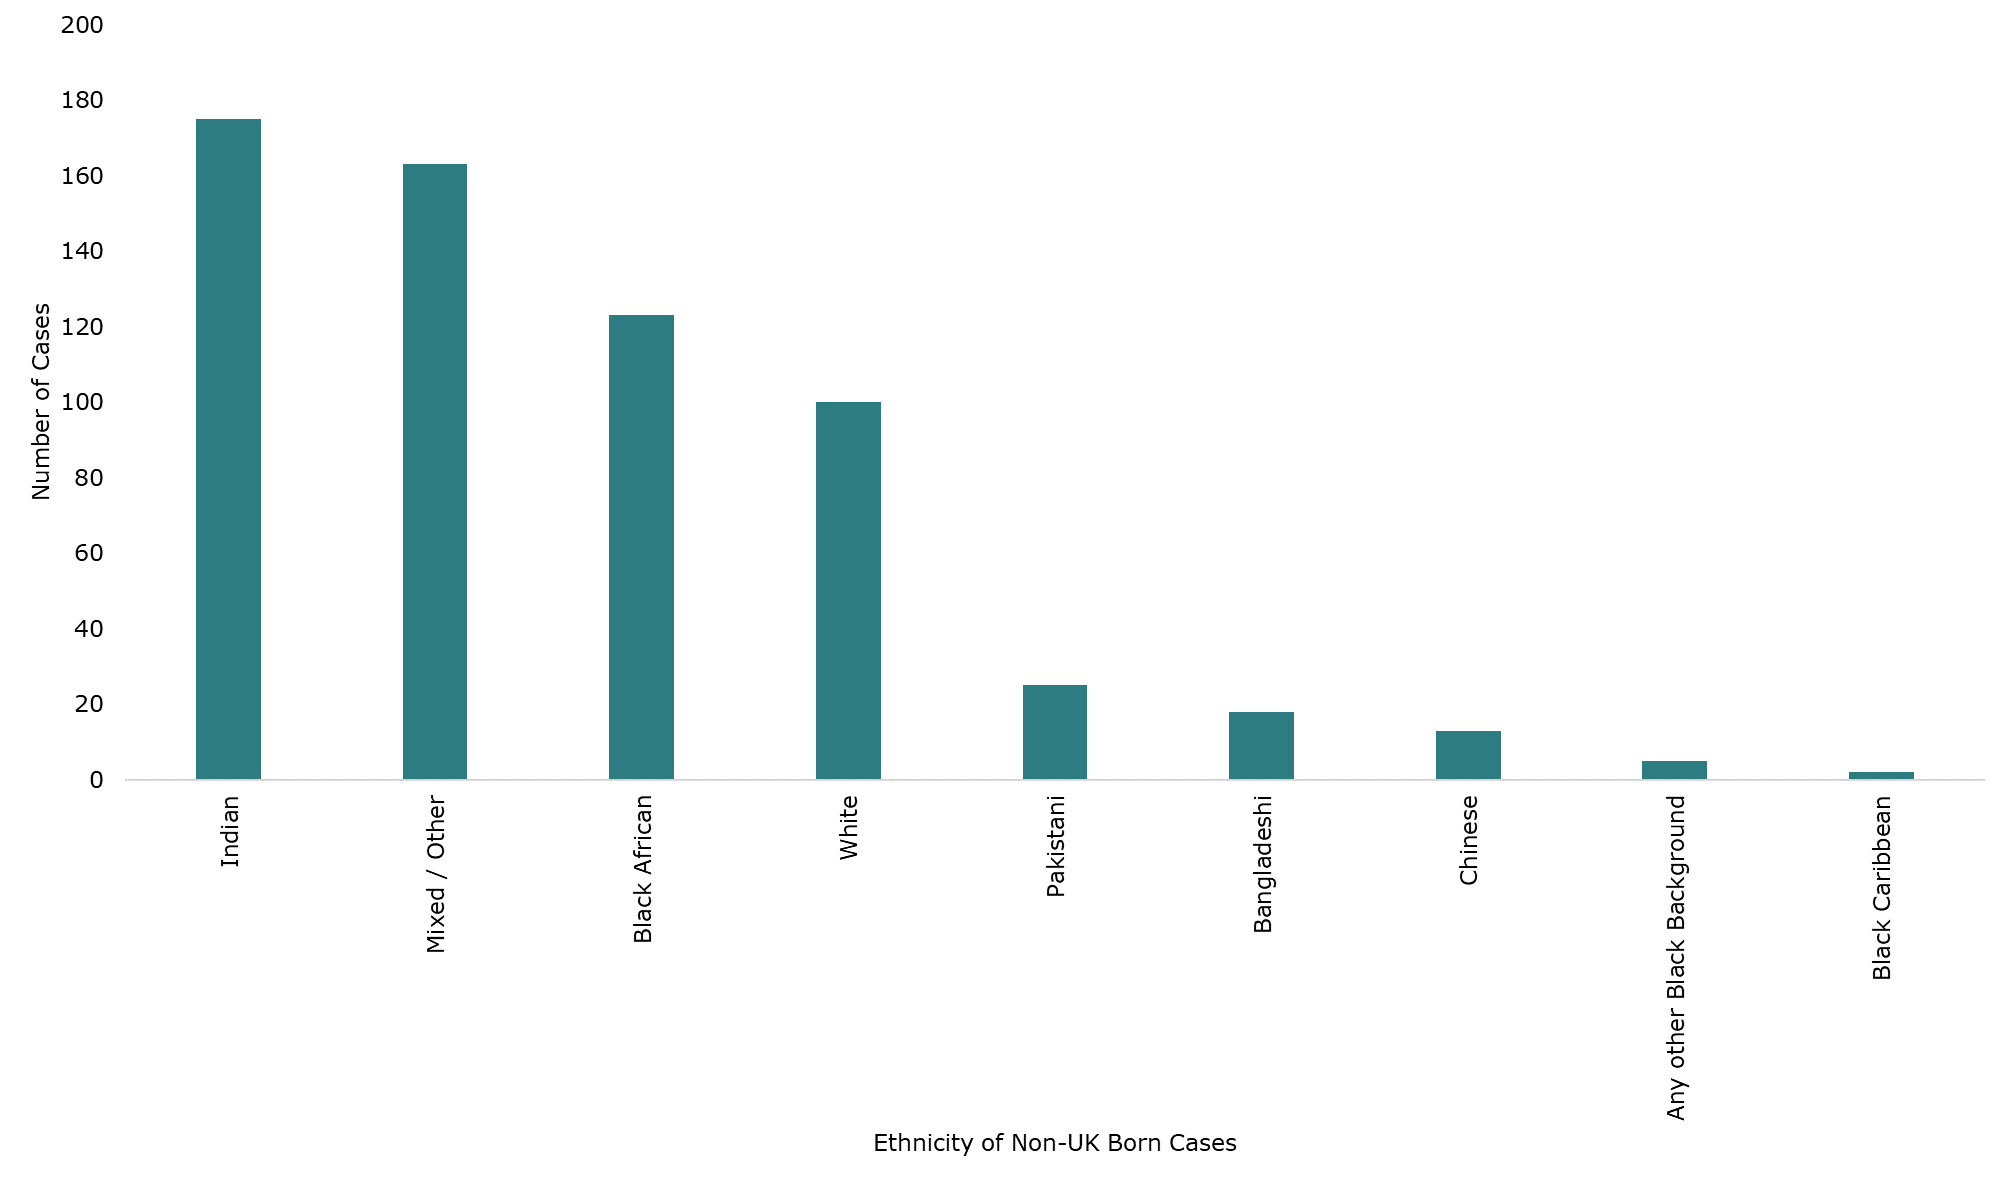 200
180
160
140
120
100
80
60
40
20
0
Number of Cases
Indian
Mixed / Other
Black African
White
Pakistani
Bangladeshi
Chinese
Any other Black Background
Black Caribbean
Ethnicity of Non-UK Born Cases